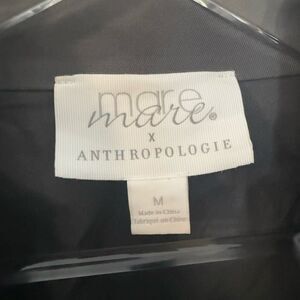 mare
mare®
X
ANTHROPOLOGIE
M
Made in China
Fabriqué en Chine